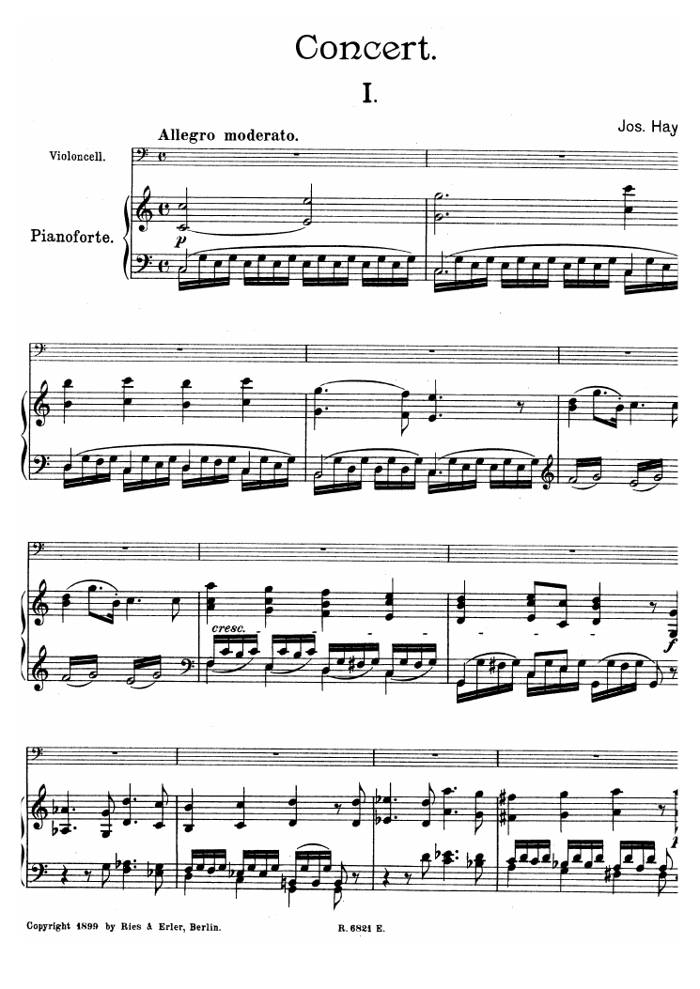 Concert.
I.
Jos. Hay
Allegro moderato.
Violoncell.
Pianoforte.
p
cresc.
f
Copyright 1899 by Ries & Erler, Berlin.
R. 6821 E.